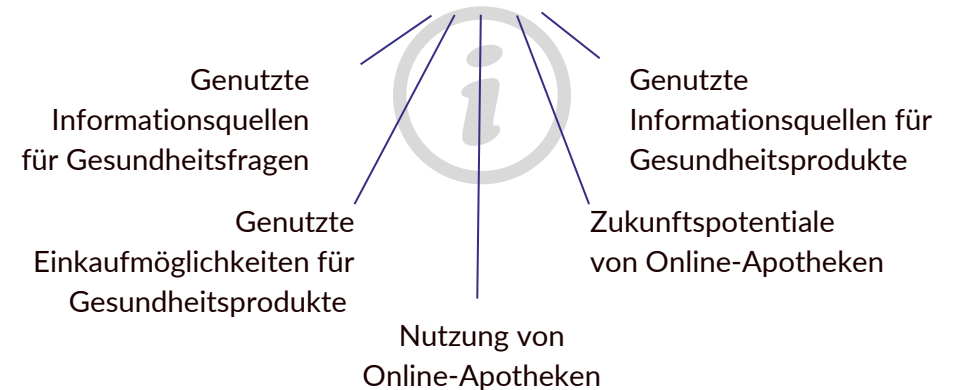 Genutzte
Informationsquellen
für Gesundheitsfragen
Genutzte
Informationsquellen für
Gesundheitsprodukte
Genutzte
Einkaufmöglichkeiten für
Gesundheitsprodukte
Zukunftspotentiale
von Online-Apotheken
Nutzung von
Online-Apotheken